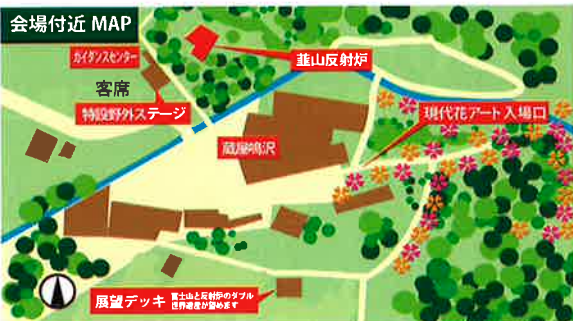 会場付近 MAP
ガイダンスセンター
韮山反射炉
客席
特設野外ステージ
現代花アート入場口
蔵屋鳴沢
展望デッキ 富士山と反射炉のダブル
世界遺産が望めます